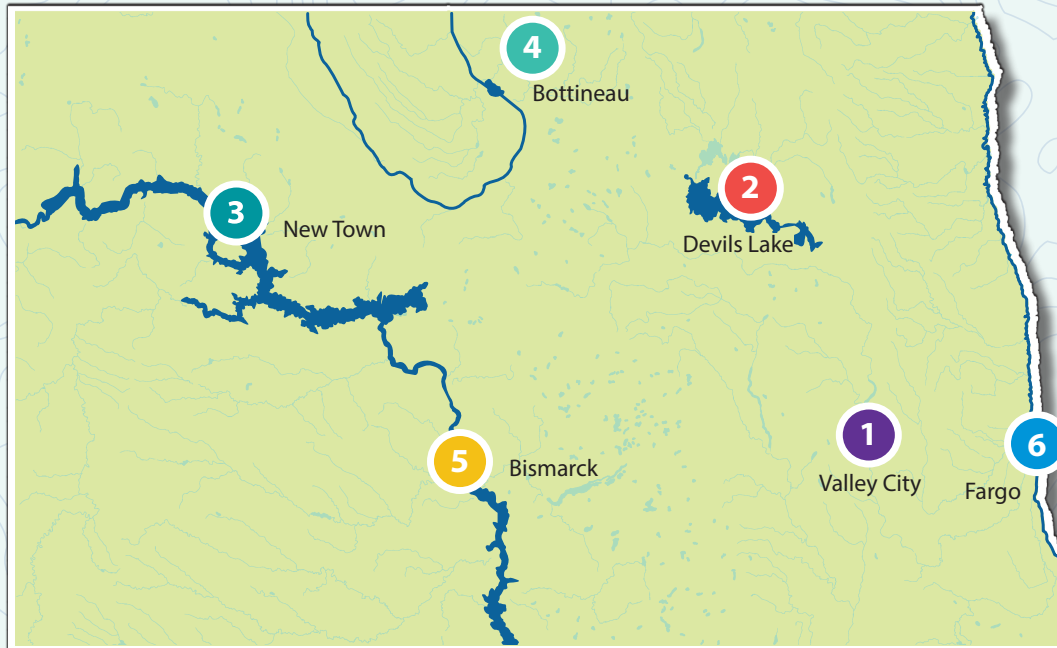 4
Bottineau
2
Devils Lake
3
New Town
1
Valley City
6
Fargo
5
Bismarck